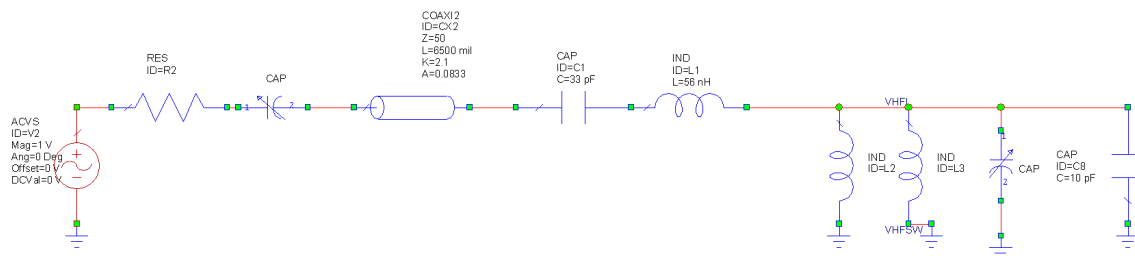 COAXI2
ID=CX2
Z=50
L=6500 mil
K=2.1
A=0.0833
RES
ID=R2
CAP
1
2
CAP
ID=C1
C=33 pF
IND
ID=L1
L=56 nH
ACVS
ID=V2
Mag=1 V
Ang=0 Deg
Offset=0 V
DCVal=0 V
VHFL
IND
ID=L2
IND
ID=L3
1
CAP
2
CAP
ID=C8
C=10 pF
VHFSW